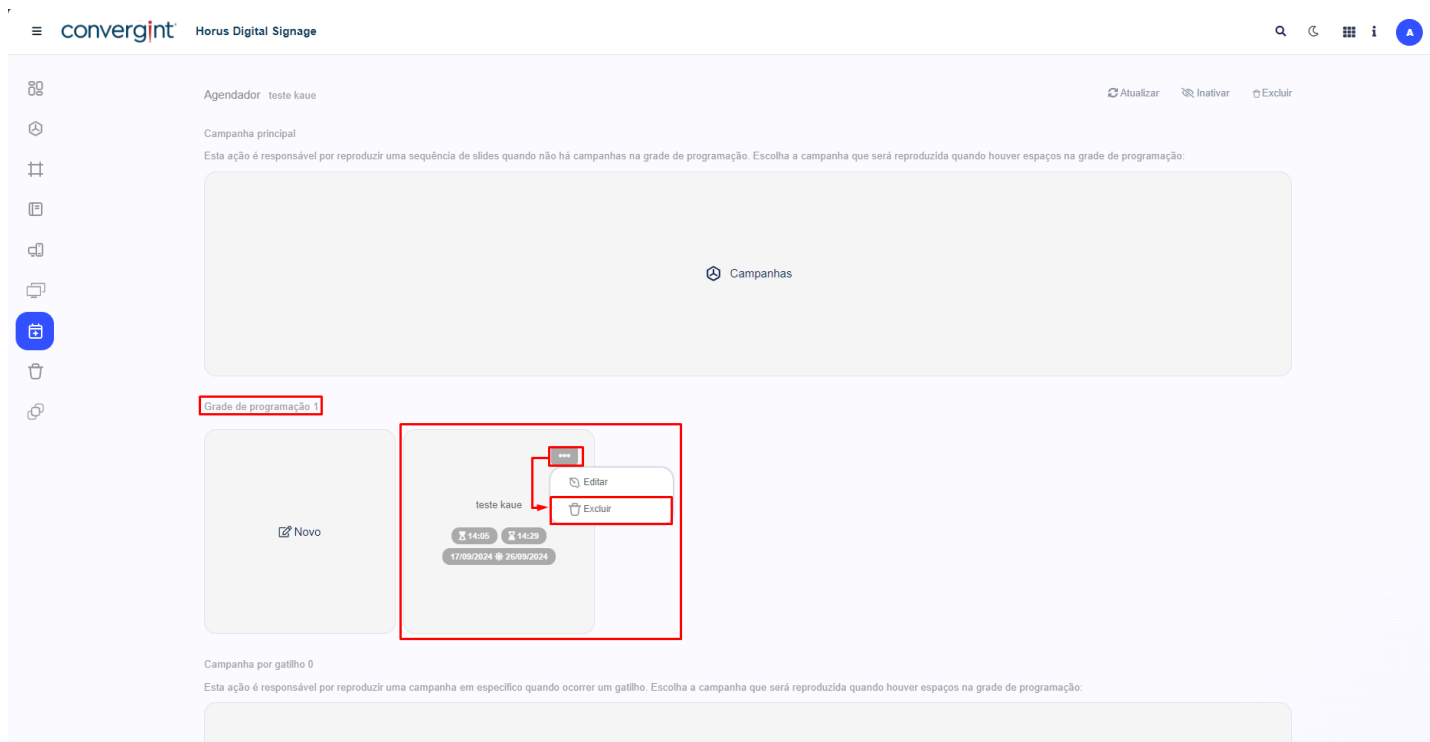 convergint Horus Digital Signage
i A
Agendador teste kaue Atualizar Inativar Excluir
Campanha principal
Esta ação é responsável por reproduzir uma sequência de slides quando não há campanhas na grade de programação. Escolha a campanha que será reproduzida quando houver espaços na grade de programação:
Campanhas
Grade de programação 1
Editar
teste kaue
Excluir
Novo
14:05 14:29
17/09/2024 26/09/2024
Campanha por gatilho 0
Esta ação é responsável por reproduzir uma campanha em especifico quando ocorrer um gatilho. Escolha a campanha que será reproduzida quando houver espaços na grade de programação: